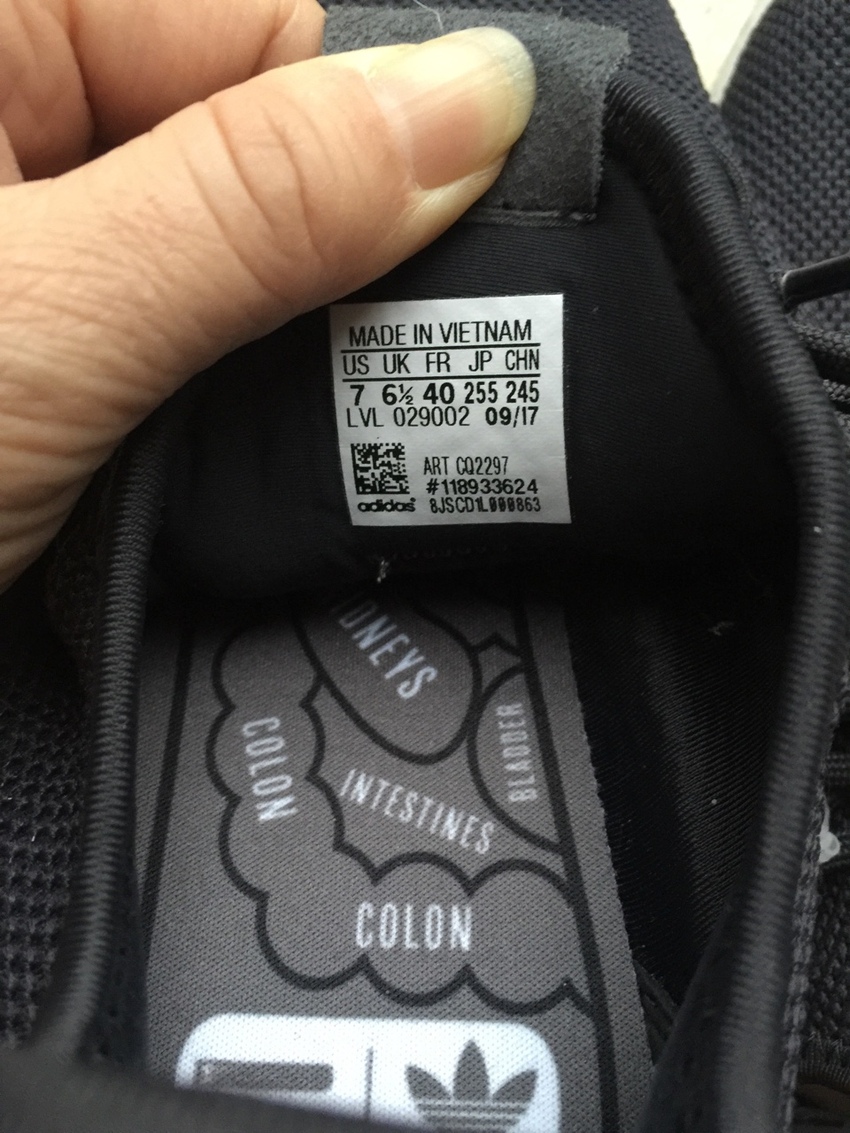 MADE IN VIETNAM
US UK FR JP CHN
7 6½ 40 255 245
LVL 029002 09/17
ART CQ2297
#118933624
adidas 8JSCD1L000863
COLON
INTESTINES
BLADDER
COLON